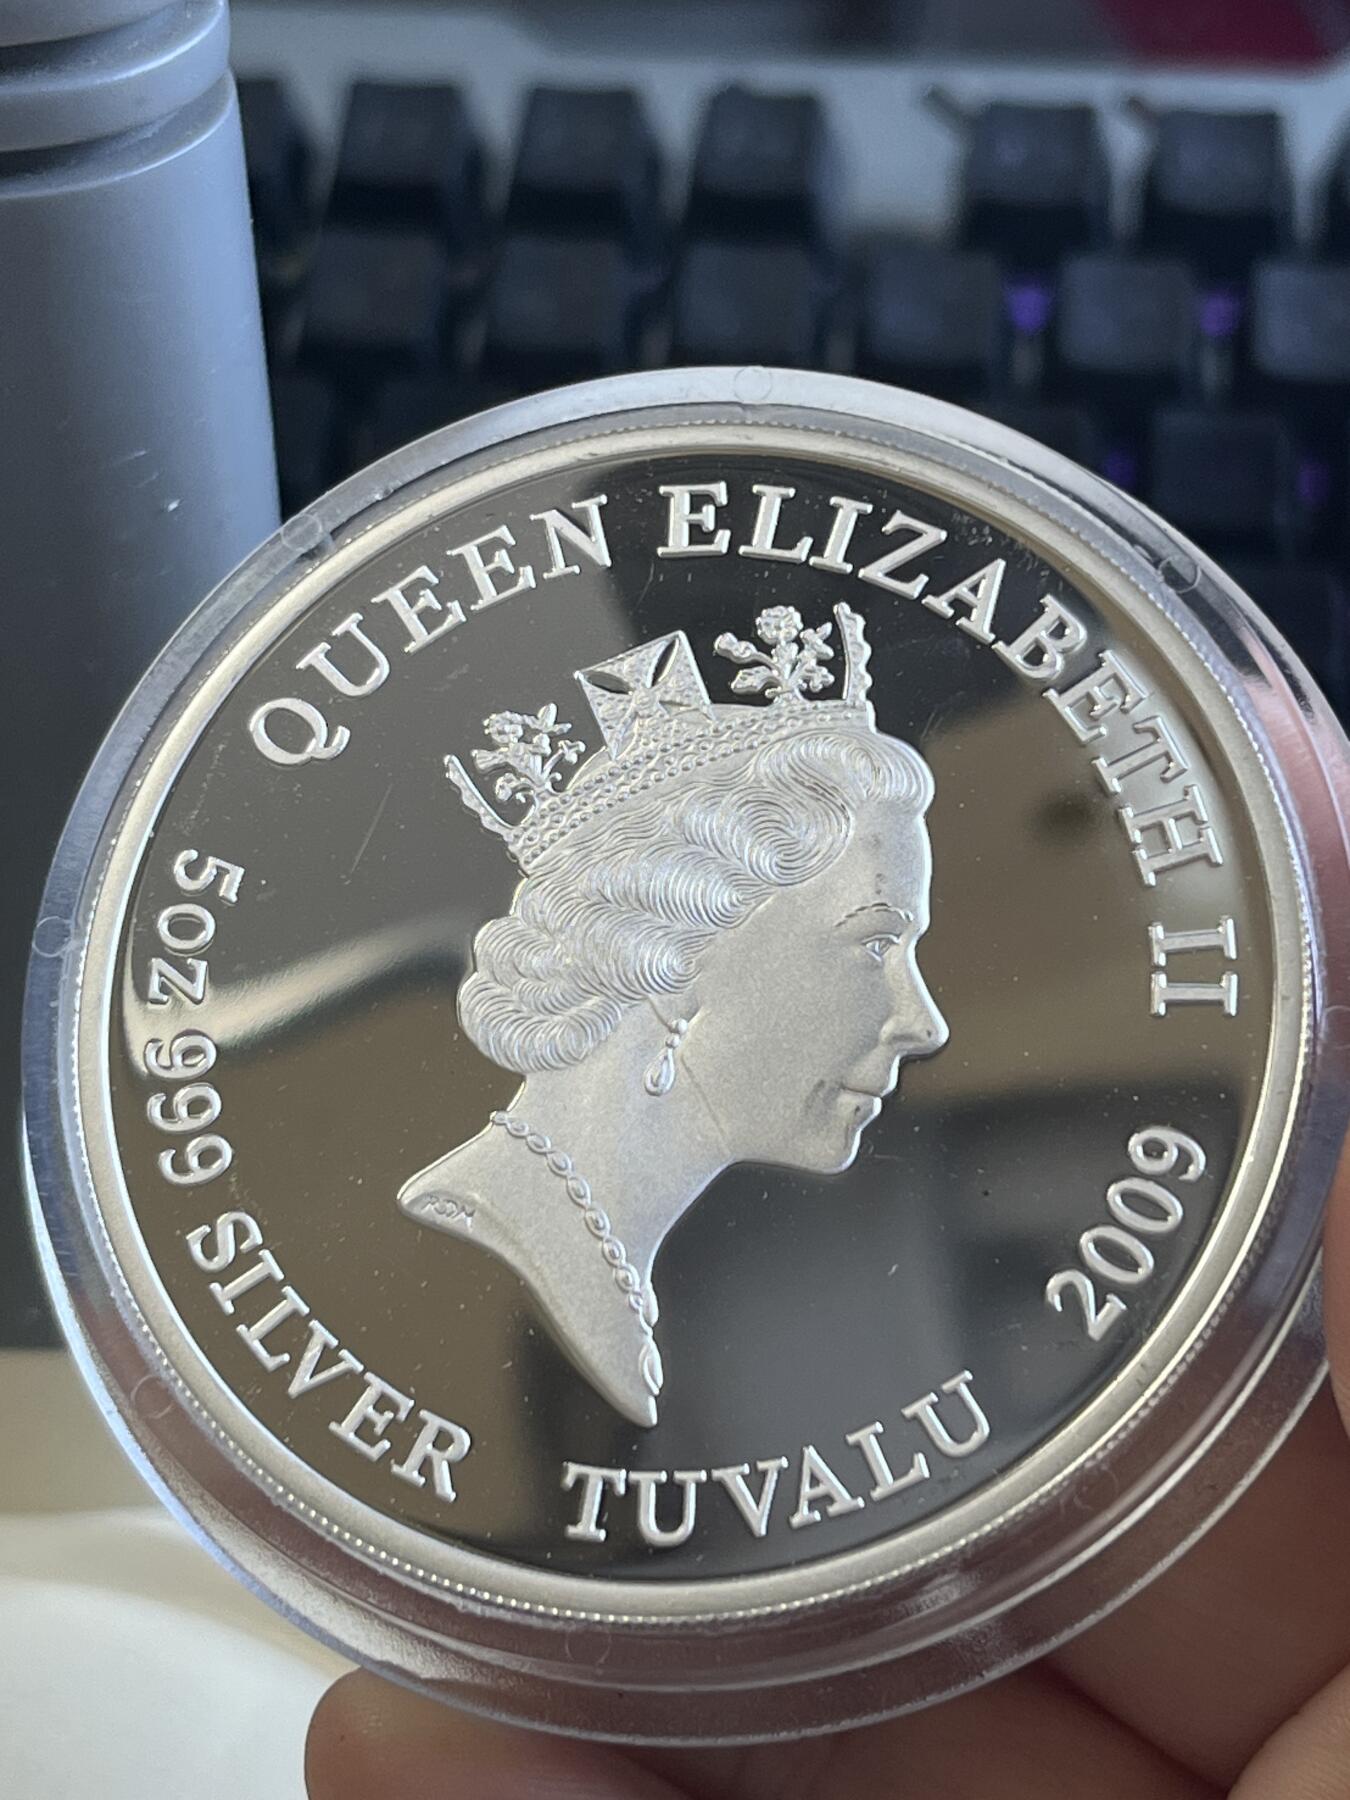 QUEEN ELIZABETH II
2009
TUVALU
5OZ 999 SILVER
RDM